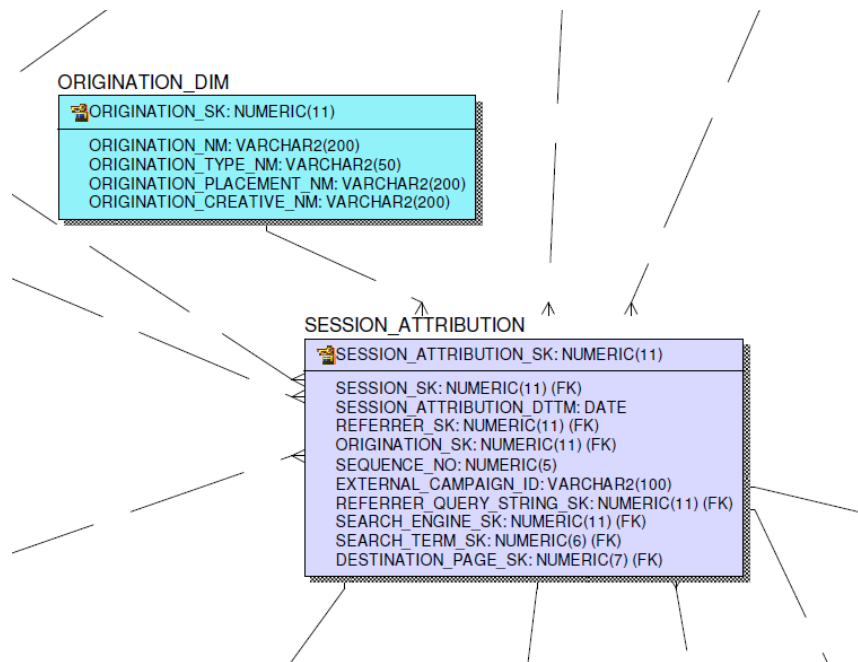 ORIGINATION_DIM
ORIGINATION_SK: NUMERIC(11)
ORIGINATION_NM: VARCHAR2(200)
ORIGINATION_TYPE_NM: VARCHAR2(50)
ORIGINATION_PLACEMENT_NM: VARCHAR2(200)
ORIGINATION_CREATIVE_NM: VARCHAR2(200)
SESSION_ATTRIBUTION
SESSION_ATTRIBUTION_SK: NUMERIC(11)
SESSION_SK: NUMERIC(11) (FK)
SESSION_ATTRIBUTION_DTTM: DATE
REFERRER_SK: NUMERIC(11) (FK)
ORIGINATION_SK: NUMERIC(11) (FK)
SEQUENCE_NO: NUMERIC(5)
EXTERNAL_CAMPAIGN_ID: VARCHAR2(100)
REFERRER_QUERY_STRING_SK: NUMERIC(11) (FK)
SEARCH_ENGINE_SK: NUMERIC(11) (FK)
SEARCH_TERM_SK: NUMERIC(6) (FK)
DESTINATION_PAGE_SK: NUMERIC(7) (FK)